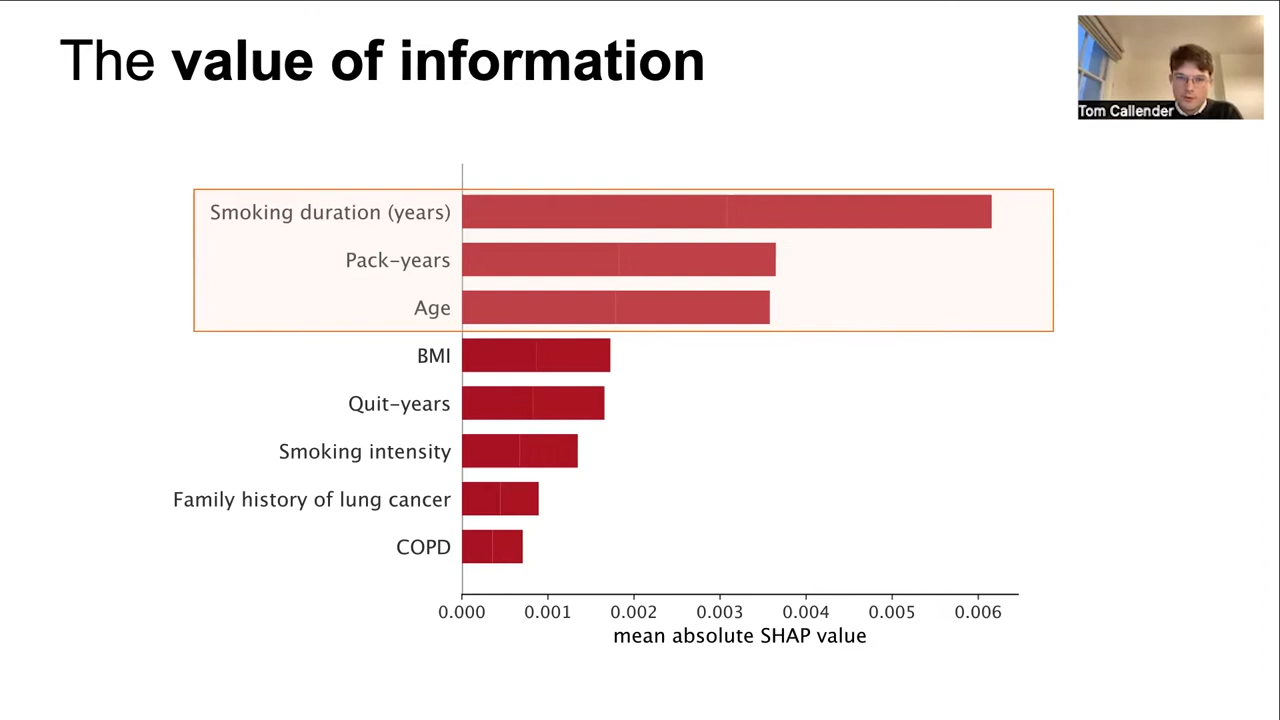 The value of information
Tom Callender
Smoking duration (years)
Pack-years
Age
BMI
Quit-years
Smoking intensity
Family history of lung cancer
COPD
0.000 0.001 0.002 0.003 0.004 0.005 0.006
mean absolute SHAP value